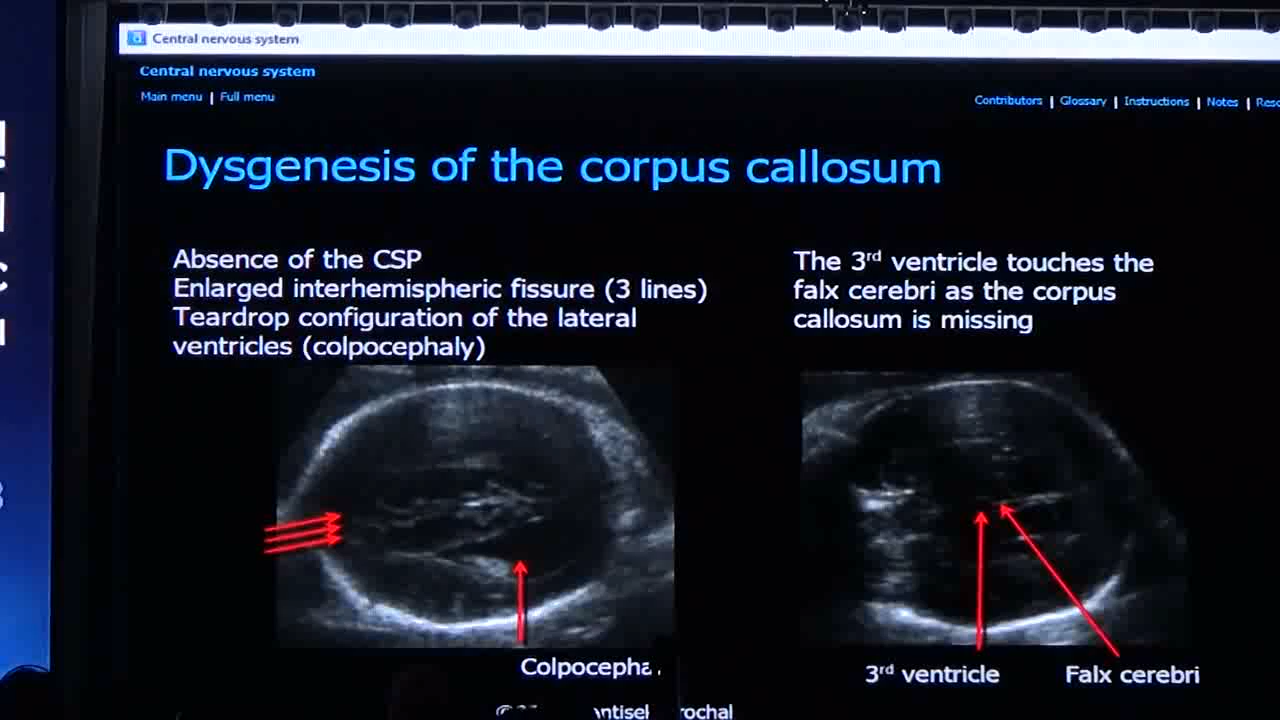 Central nervous system
Central nervous system
Main menu | Full menu
Contributors | Glossary | Instructions | Notes |
Dysgenesis of the corpus callosum
Absence of the CSP
Enlarged interhemispheric fissure (3 lines)
Teardrop configuration of the lateral
ventricles (colpocephaly)
The 3rd ventricle touches the
falx cerebri as the corpus
callosum is missing
3rd ventricle
Falx cerebri